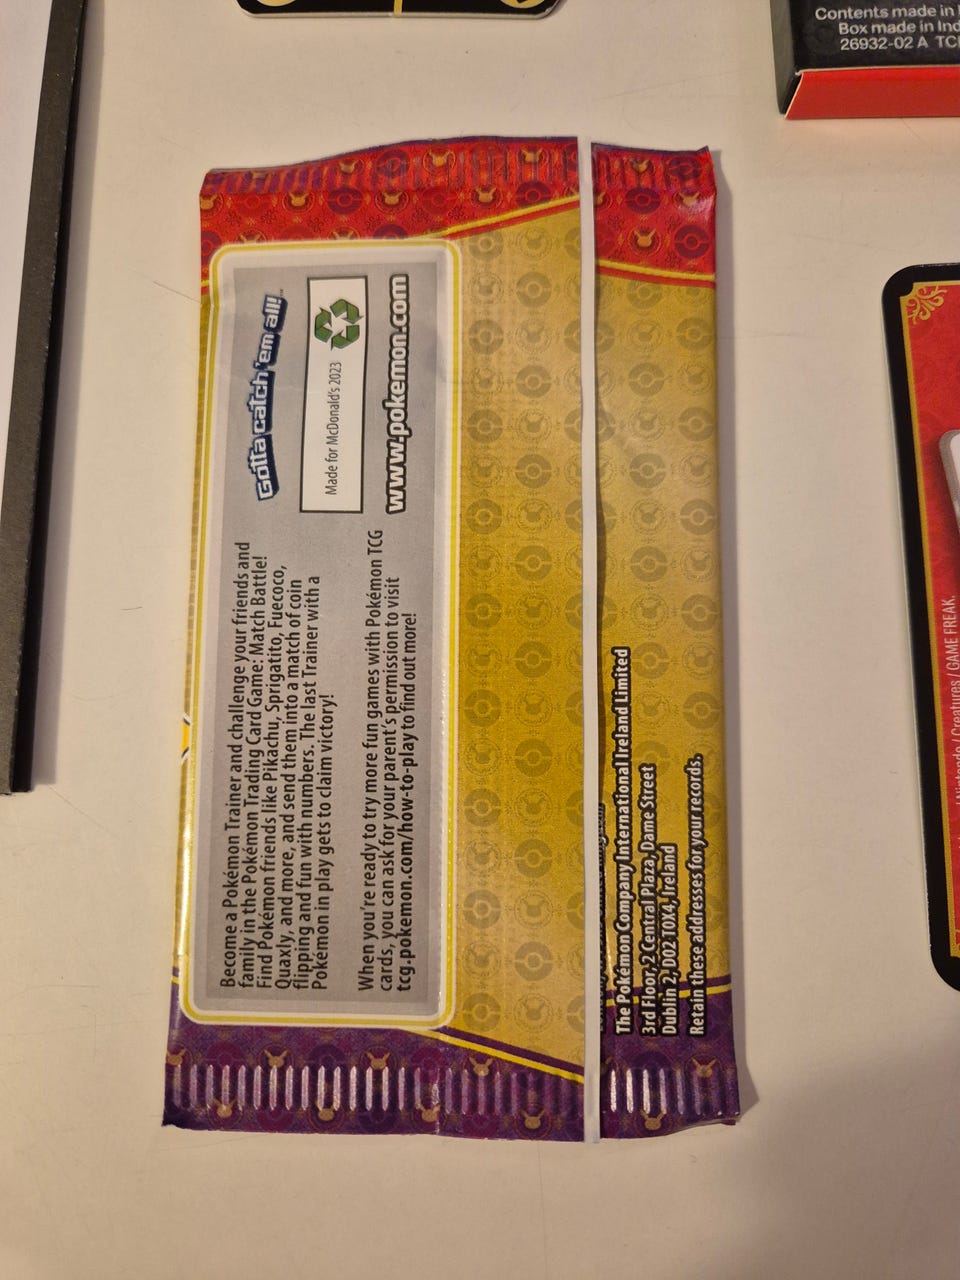 Contents made in
Box made in
26932-02 A
Become a Pokémon Trainer and challenge your friends and
family in the Pokémon Trading Card Game: Match Battle!
Find Pokémon friends like Pikachu, Sprigatito, Fuecoco,
Quaxly, and more, and send them into a match of coin
flipping and fun with numbers. The last Trainer with a
Pokémon in play gets to claim victory!
When you're ready to try more fun games with Pokémon TCG
cards, you can ask for your parent's permission to visit
tcg.pokemon.com/how-to-play to find out more!
Gotta catch 'em all!™
Made for McDonald's 2023
www.pokemon.com
The Pokémon Company International Ireland Limited
3rd Floor, 2 Central Plaza, Dame Street
Dublin 2, D02 T0X4, Ireland
Retain these addresses for your records.
Nintendo / Creatures / GAME FREAK.